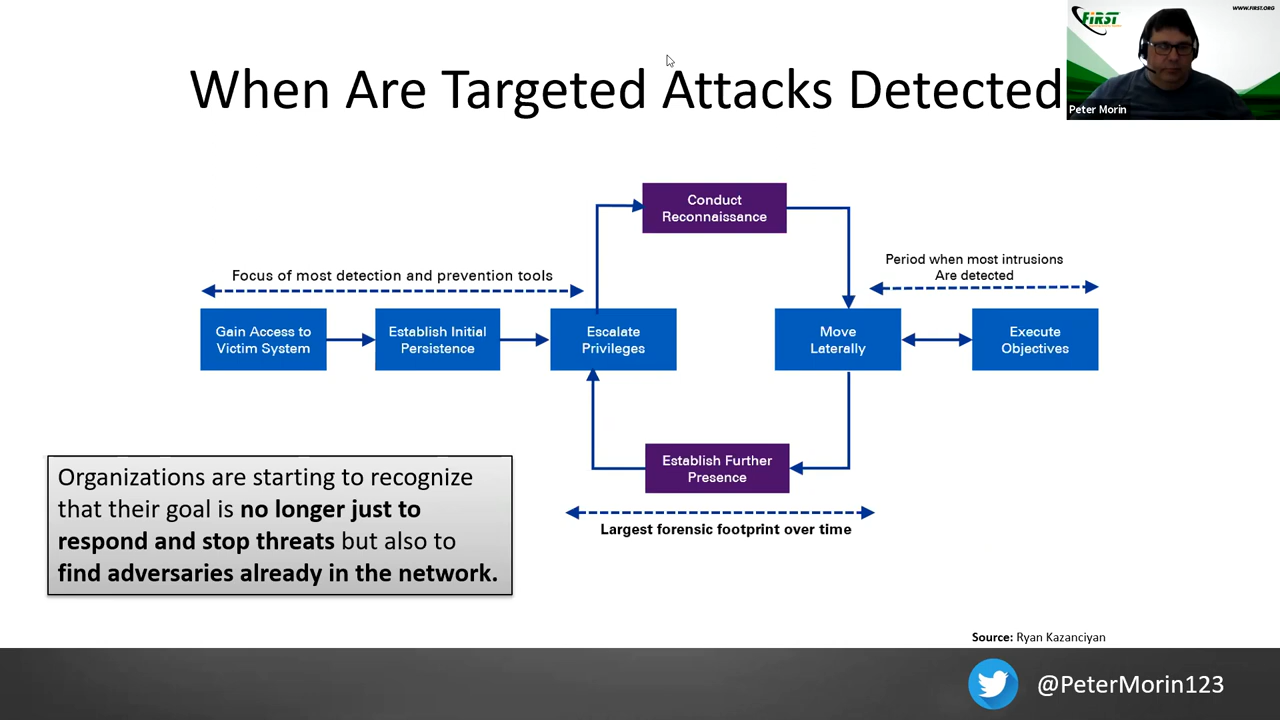 WWW.FIRST.ORG
FiRST
Peter Morin
When Are Targeted Attacks Detected
Conduct
Reconnaissance
Focus of most detection and prevention tools
Period when most intrusions
Are detected
Gain Access to
Victim System
Establish Initial
Persistence
Escalate
Privileges
Move
Laterally
Execute
Objectives
Establish Further
Presence
Largest forensic footprint over time
Organizations are starting to recognize
that their goal is no longer just to
respond and stop threats but also to
find adversaries already in the network.
Source: Ryan Kazanciyan
@PeterMorin123